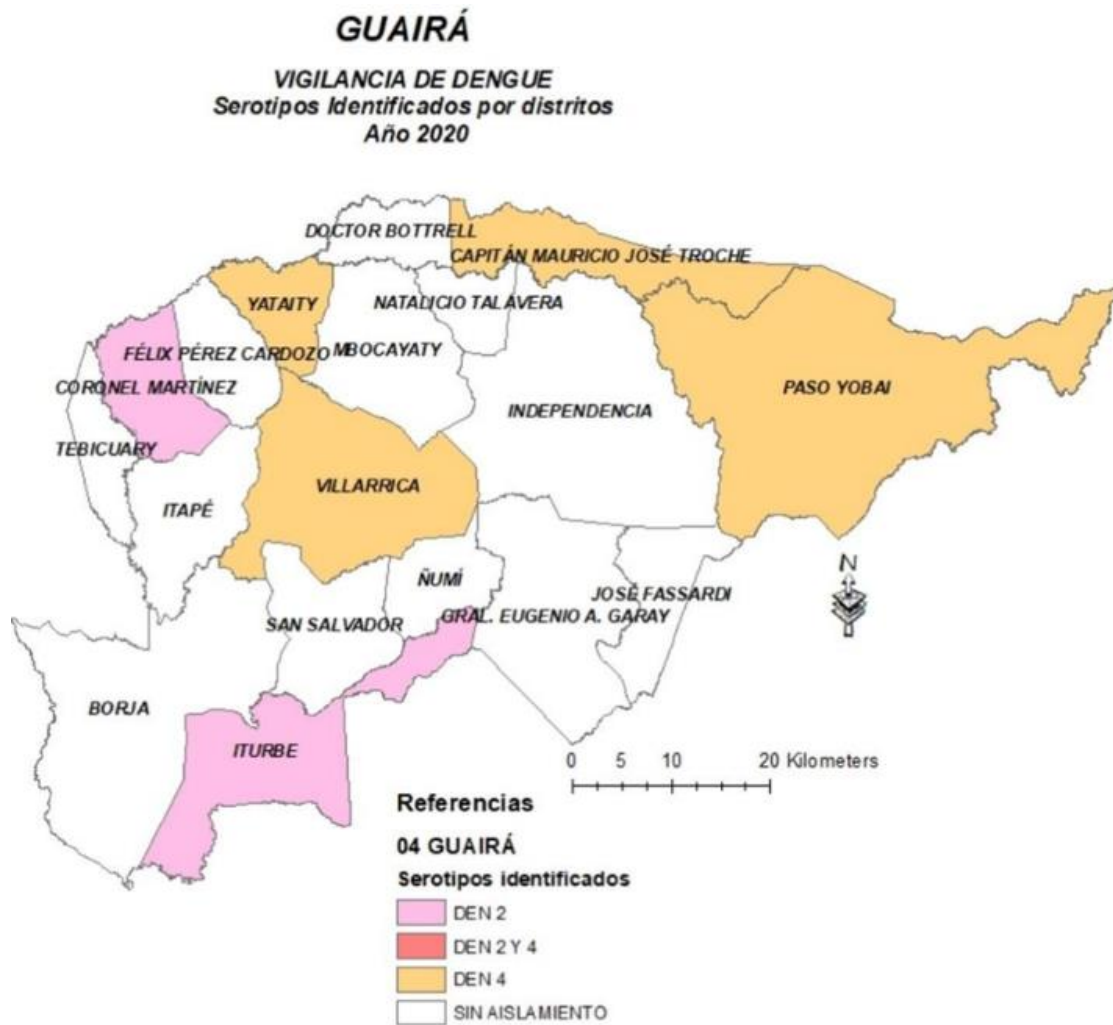 GUAIRÁ
VIGILANCIA DE DENGUE
Serotipos Identificados por distritos
Año 2020
DOCTOR BOTTRELL
CAPITÁN MAURICIO JOSÉ TROCHE
YATAITY
NATALICIO TALAVERA
FÉLIX PÉREZ CARDOZO
MBOCAYATY
CORONEL MARTÍNEZ
PASO YOBAI
INDEPENDENCIA
TEBICUARY
VILLARRICA
ITAPÉ
ÑUMÍ
N
JOSÉ FASSARDI
SAN SALVADOR
GRAL. EUGENIO A. GARAY
BORJA
ITURBE
0 5 10 20 Kilometers
Referencias
04 GUAIRÁ
Serotipos identificados
DEN 2
DEN 2 Y 4
DEN 4
SIN AISLAMIENTO